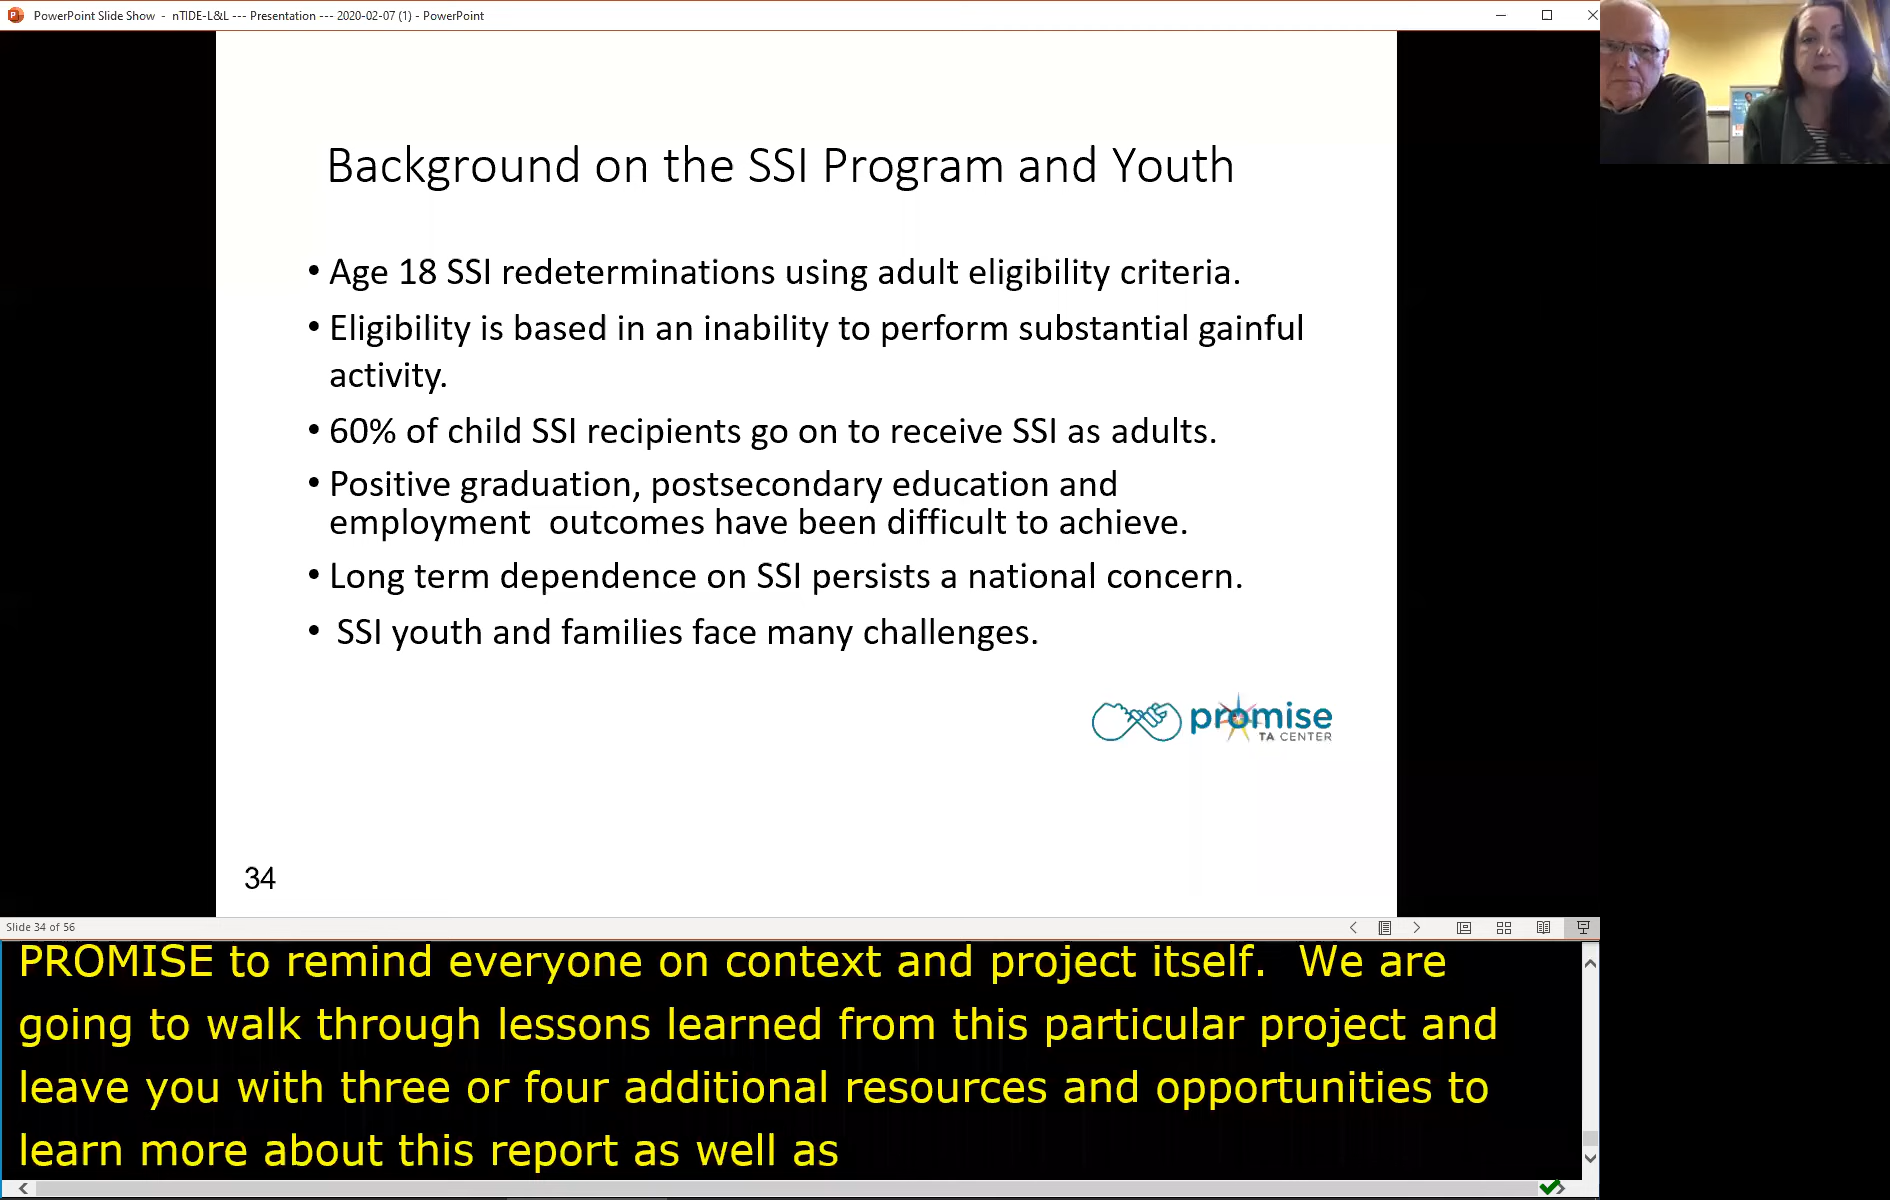 PowerPoint Slide Show - nTIDE-L&L --- Presentation --- 2020-02-07 (1) - PowerPoint
Background on the SSI Program and Youth
• Age 18 SSI redeterminations using adult eligibility criteria.
• Eligibility is based in an inability to perform substantial gainful
activity.
• 60% of child SSI recipients go on to receive SSI as adults.
• Positive graduation, postsecondary education and
employment  outcomes have been difficult to achieve.
• Long term dependence on SSI persists a national concern.
• SSI youth and families face many challenges.
promise
TA CENTER
34
Slide 34 of 56
PROMISE to remind everyone on context and project itself.  We are
going to walk through lessons learned from this particular project and
leave you with three or four additional resources and opportunities to
learn more about this report as well as